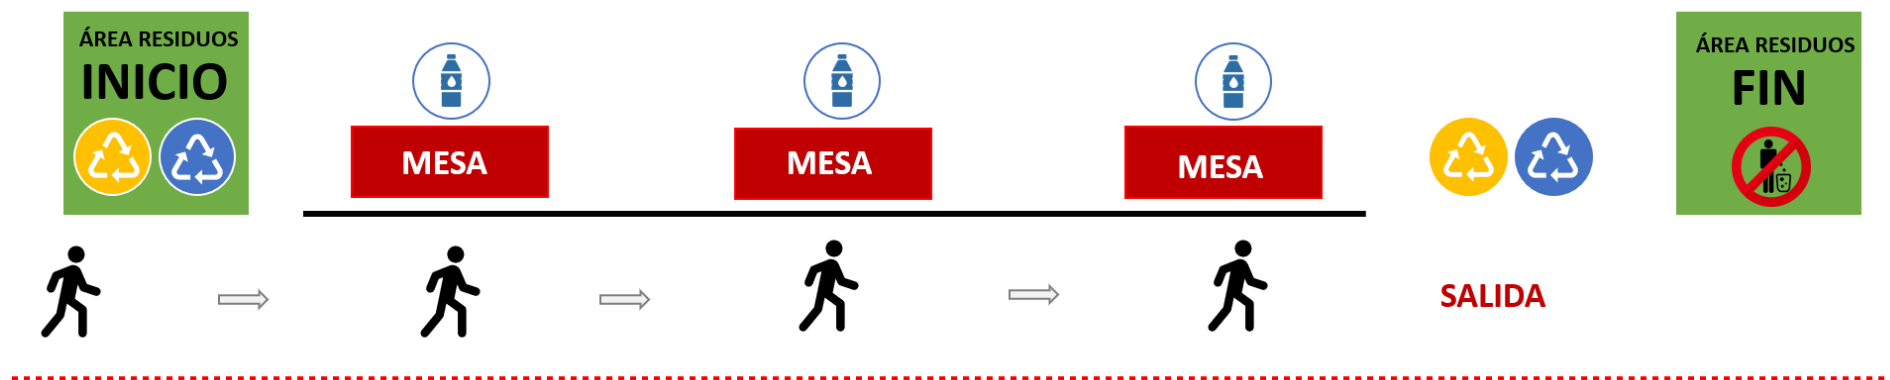 ÁREA RESIDUOS
INICIO
MESA
MESA
MESA
ÁREA RESIDUOS
FIN
SALIDA